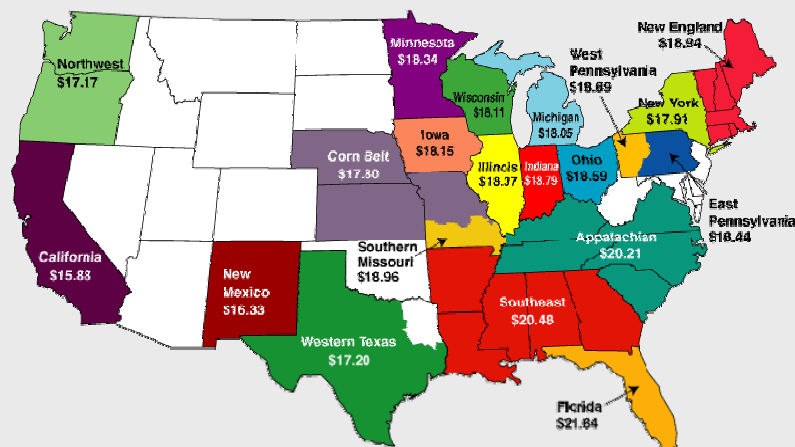 Northwest
$17.17
Minnesota
$18.34
New England
$18.94
West
Pennsylvania
$18.69
Wisconsin
$18.11
Michigan
$18.05
New York
$17.91
Iowa
$18.15
Corn Belt
$17.80
Illinois
$18.37
Indiana
$18.79
Ohio
$18.59
East
Pennsylvania
$18.44
California
$15.88
New
Mexico
$16.33
Southern
Missouri
$18.96
Appalachian
$20.21
Southeast
$20.48
Western Texas
$17.20
Florida
$21.64